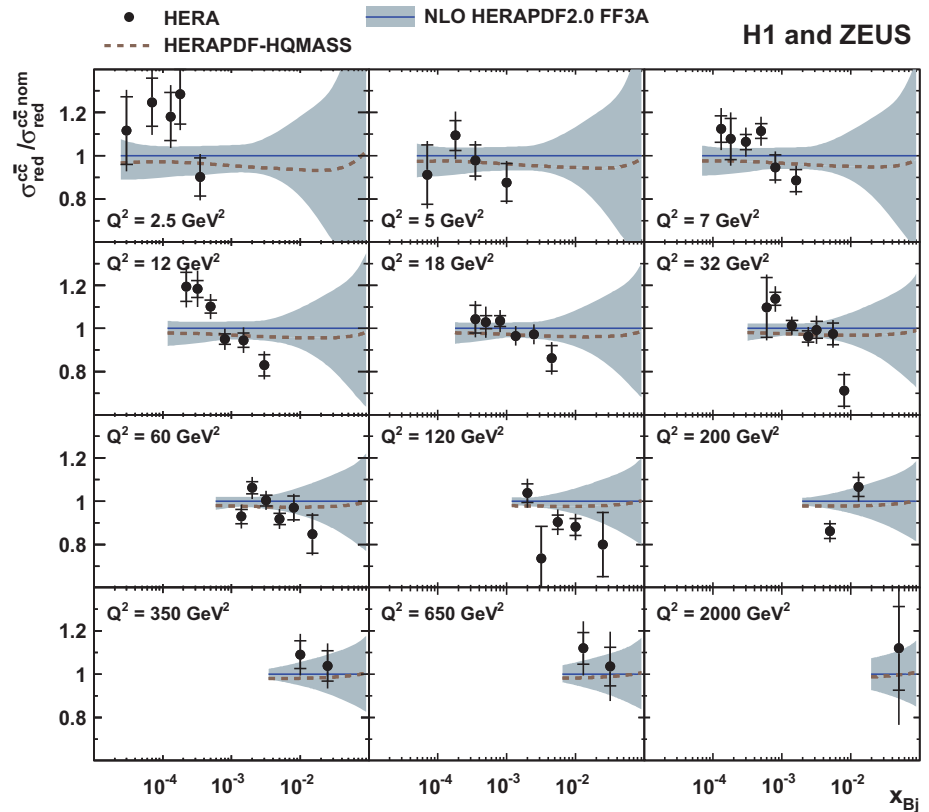 HERA
NLO HERAPDF2.0 FF3A
HERAPDF-HQMASS
H1 and ZEUS
σ_red^cc̄ /σ_red^cc̄ nom
1.2
1
0.8
Q² = 2.5 GeV²
Q² = 5 GeV²
Q² = 7 GeV²
1.2
1
0.8
Q² = 12 GeV²
Q² = 18 GeV²
Q² = 32 GeV²
1.2
1
0.8
Q² = 60 GeV²
Q² = 120 GeV²
Q² = 200 GeV²
1.2
1
0.8
Q² = 350 GeV²
Q² = 650 GeV²
Q² = 2000 GeV²
10⁻⁴ 10⁻³ 10⁻² 10⁻⁴ 10⁻³ 10⁻² 10⁻⁴ 10⁻³ 10⁻²
x_Bj